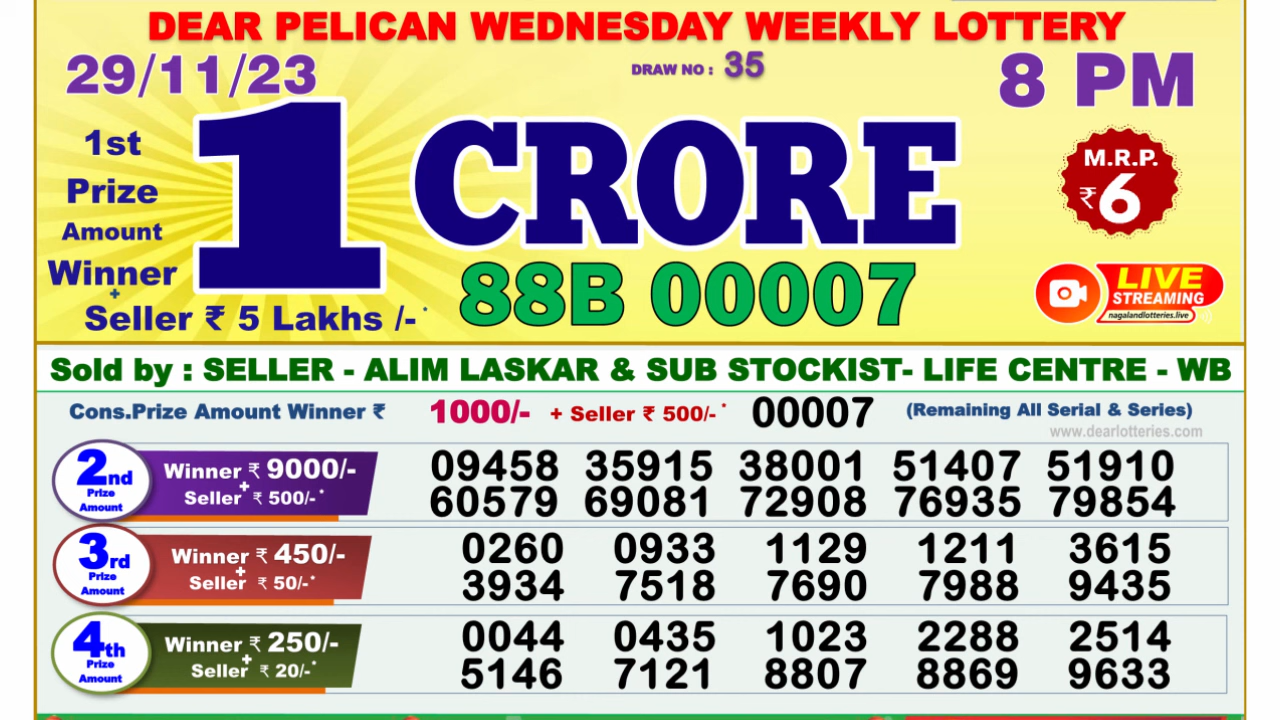 DEAR PELICAN WEDNESDAY WEEKLY LOTTERY
29/11/23 DRAW NO : 35 8 PM
1st Prize Amount Winner 1 CRORE
M.R.P. ₹6
+
Seller ₹ 5 Lakhs /-* 88B 00007
LIVE
STREAMING
nagalandlotteries.live
Sold by : SELLER - ALIM LASKAR & SUB STOCKIST- LIFE CENTRE - WB
Cons.Prize Amount Winner ₹ 1000/- + Seller ₹ 500/-* 00007 (Remaining All Serial & Series)
www.dearlotteries.com
2nd Prize Amount Winner ₹ 9000/- + Seller ₹ 500/-*
09458 35915 38001 51407 51910
60579 69081 72908 76935 79854
3rd Prize Amount Winner ₹ 450/- + Seller ₹ 50/-*
0260 0933 1129 1211 3615
3934 7518 7690 7988 9435
4th Prize Amount Winner ₹ 250/- + Seller ₹ 20/-*
0044 0435 1023 2288 2514
5146 7121 8807 8869 9633